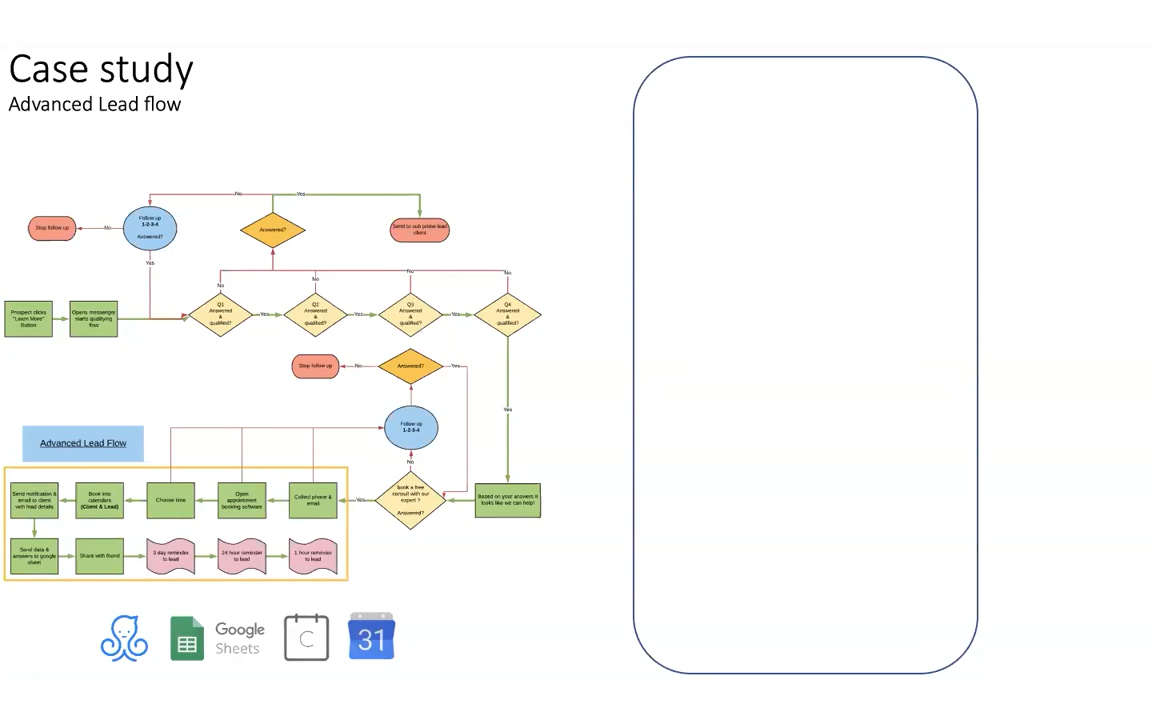 Case study
Advanced Lead flow
No
Yes
Stop follow up
No
Follow up
1-2-3-4
Answered?
Answered?
Send to sub prime lead
client
Yes
No
No
No
No
Prospect clicks
"Learn More"
Button
Opens messenger
starts qualifying
flow
Q1
Answered
&
qualified?
Yes
Q2
Answered
&
qualified?
Yes
Q3
Answered
&
qualified?
Yes
Q4
Answered
&
qualified?
Stop follow up
No
Answered?
Yes
Yes
Follow up
1-2-3-4
Advanced Lead Flow
No
Send notification &
email to client
with lead details
Book into
calenders
(Client & Lead)
Choose time
Open
appointment
booking software
Collect phone &
email
Yes
book a free
consult with our
expert ?
Answered?
Based on your answers it
looks like we can help!
Send data &
answers to google
sheet
Share with friend
3 day reminder
to lead
24 hour reminder
to lead
1 hour reminder
to lead
Google
Sheets
C
31